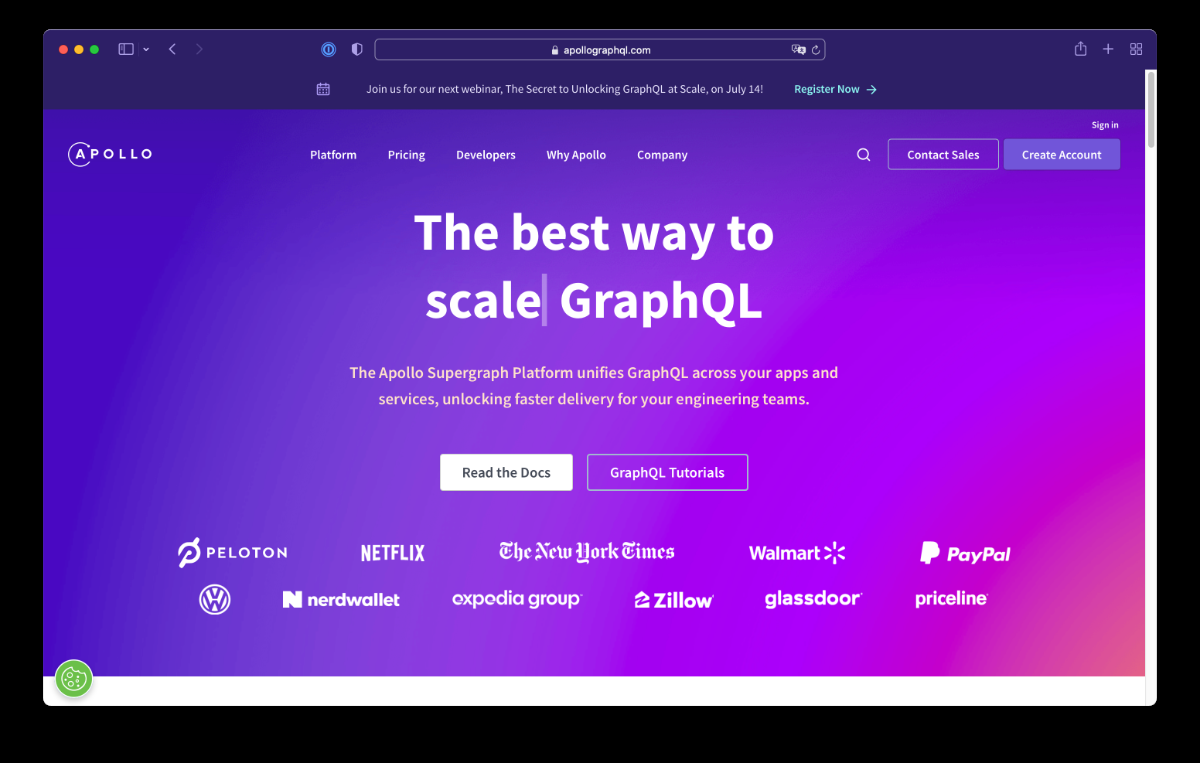 apollographql.com
Join us for our next webinar, The Secret to Unlocking GraphQL at Scale, on July 14! Register Now →
Sign in
APOLLO Platform Pricing Developers Why Apollo Company Contact Sales Create Account
The best way to
scale GraphQL
The Apollo Supergraph Platform unifies GraphQL across your apps and
services, unlocking faster delivery for your engineering teams.
Read the Docs GraphQL Tutorials
PELOTON NETFLIX The New York Times Walmart PayPal
VW nerdwallet expedia group Zillow glassdoor priceline